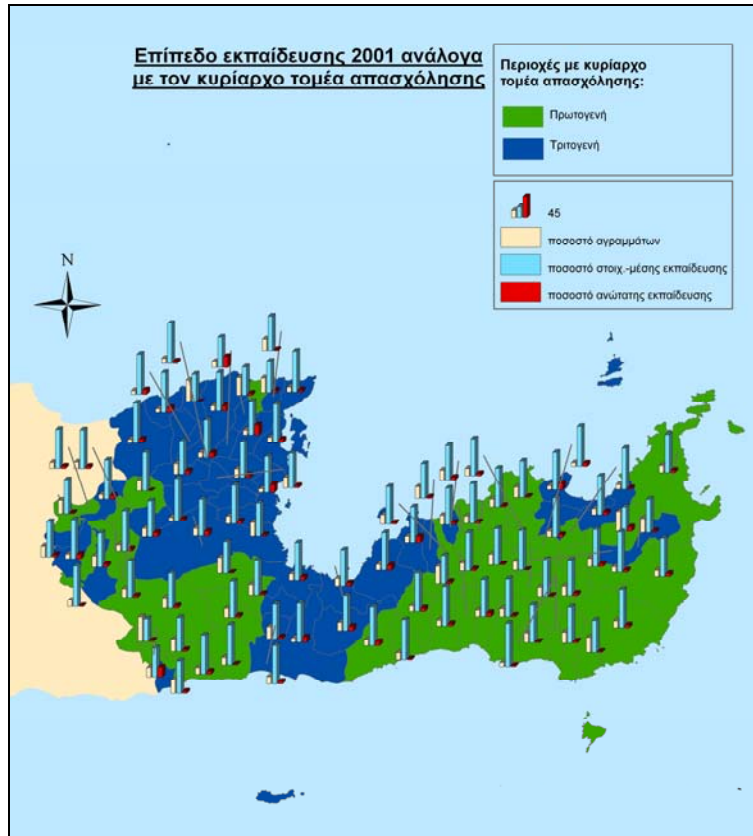 Επίπεδο εκπαίδευσης 2001 ανάλογα
με τον κυρίαρχο τομέα απασχόλησης
Περιοχές με κυρίαρχο
τομέα απασχόλησης:
Πρωτογενή
Τριτογενή
45
ποσοστό αγραμμάτων
ποσοστό στοιχ.-μέσης εκπαίδευσης
ποσοστό ανώτατης εκπαίδευσης
N